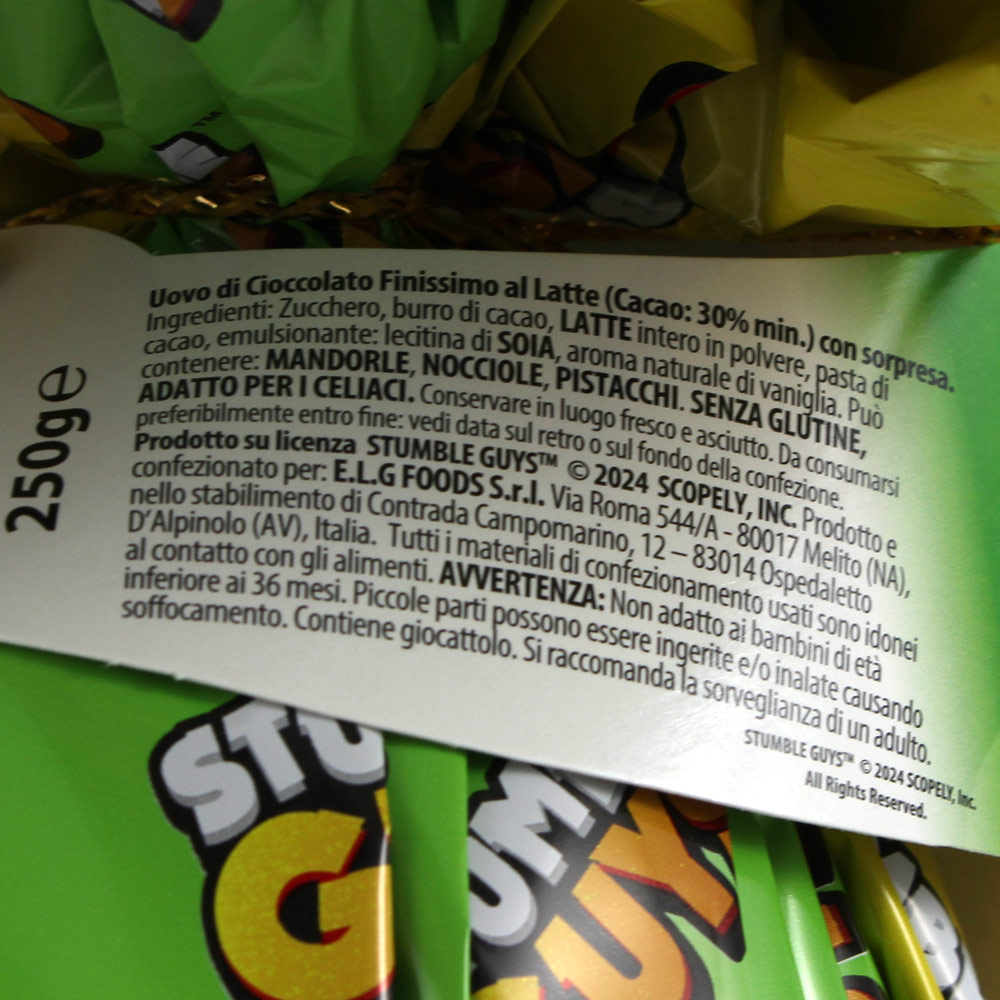 ™
Uovo di Cioccolato Finissimo al Latte (Cacao: 30% min.) con sorpresa.
Ingredienti: Zucchero, burro di cacao, LATTE intero in polvere, pasta di
cacao, emulsionante: lecitina di SOIA, aroma naturale di vaniglia. Può
contenere: MANDORLE, NOCCIOLE, PISTACCHI. SENZA GLUTINE,
ADATTO PER I CELIACI. Conservare in luogo fresco e asciutto. Da consumarsi
preferibilmente entro fine: vedi data sul retro o sul fondo della confezione.
Prodotto su licenza STUMBLE GUYS™ © 2024 SCOPELY, INC. Prodotto e
confezionato per: E.L.G FOODS S.r.l. Via Roma 544/A - 80017 Melito (NA),
nello stabilimento di Contrada Campomarino, 12 – 83014 Ospedaletto
D'Alpinolo (AV), Italia. Tutti i materiali di confezionamento usati sono idonei
al contatto con gli alimenti. AVVERTENZA: Non adatto ai bambini di età
inferiore ai 36 mesi. Piccole parti possono essere ingerite e/o inalate causando
soffocamento. Contiene giocattolo. Si raccomanda la sorveglianza di un adulto.
250g e
STUMBLE GUYS™ © 2024 SCOPELY, Inc.
All Rights Reserved.
STU
G
UM
GUY